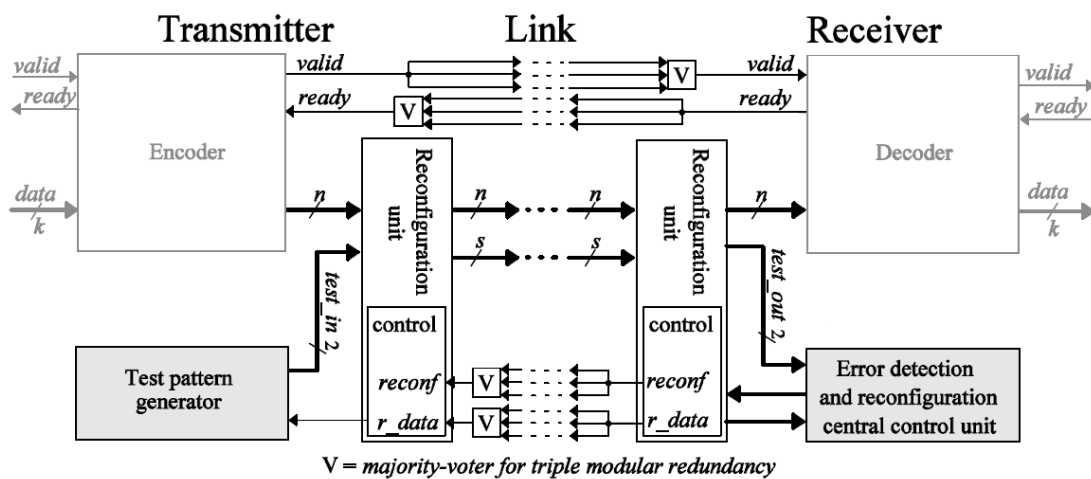 Transmitter
Link
Receiver
valid
ready
Encoder
data
k
valid
ready
V
V
valid
ready
Decoder
valid
ready
data
k
n
Reconfiguration
unit
n
n
s
s
Reconfiguration
unit
n
test_in 2
test_out 2
control
reconf
r_data
V
V
control
reconf
r_data
Test pattern
generator
Error detection
and reconfiguration
central control unit
V = majority-voter for triple modular redundancy